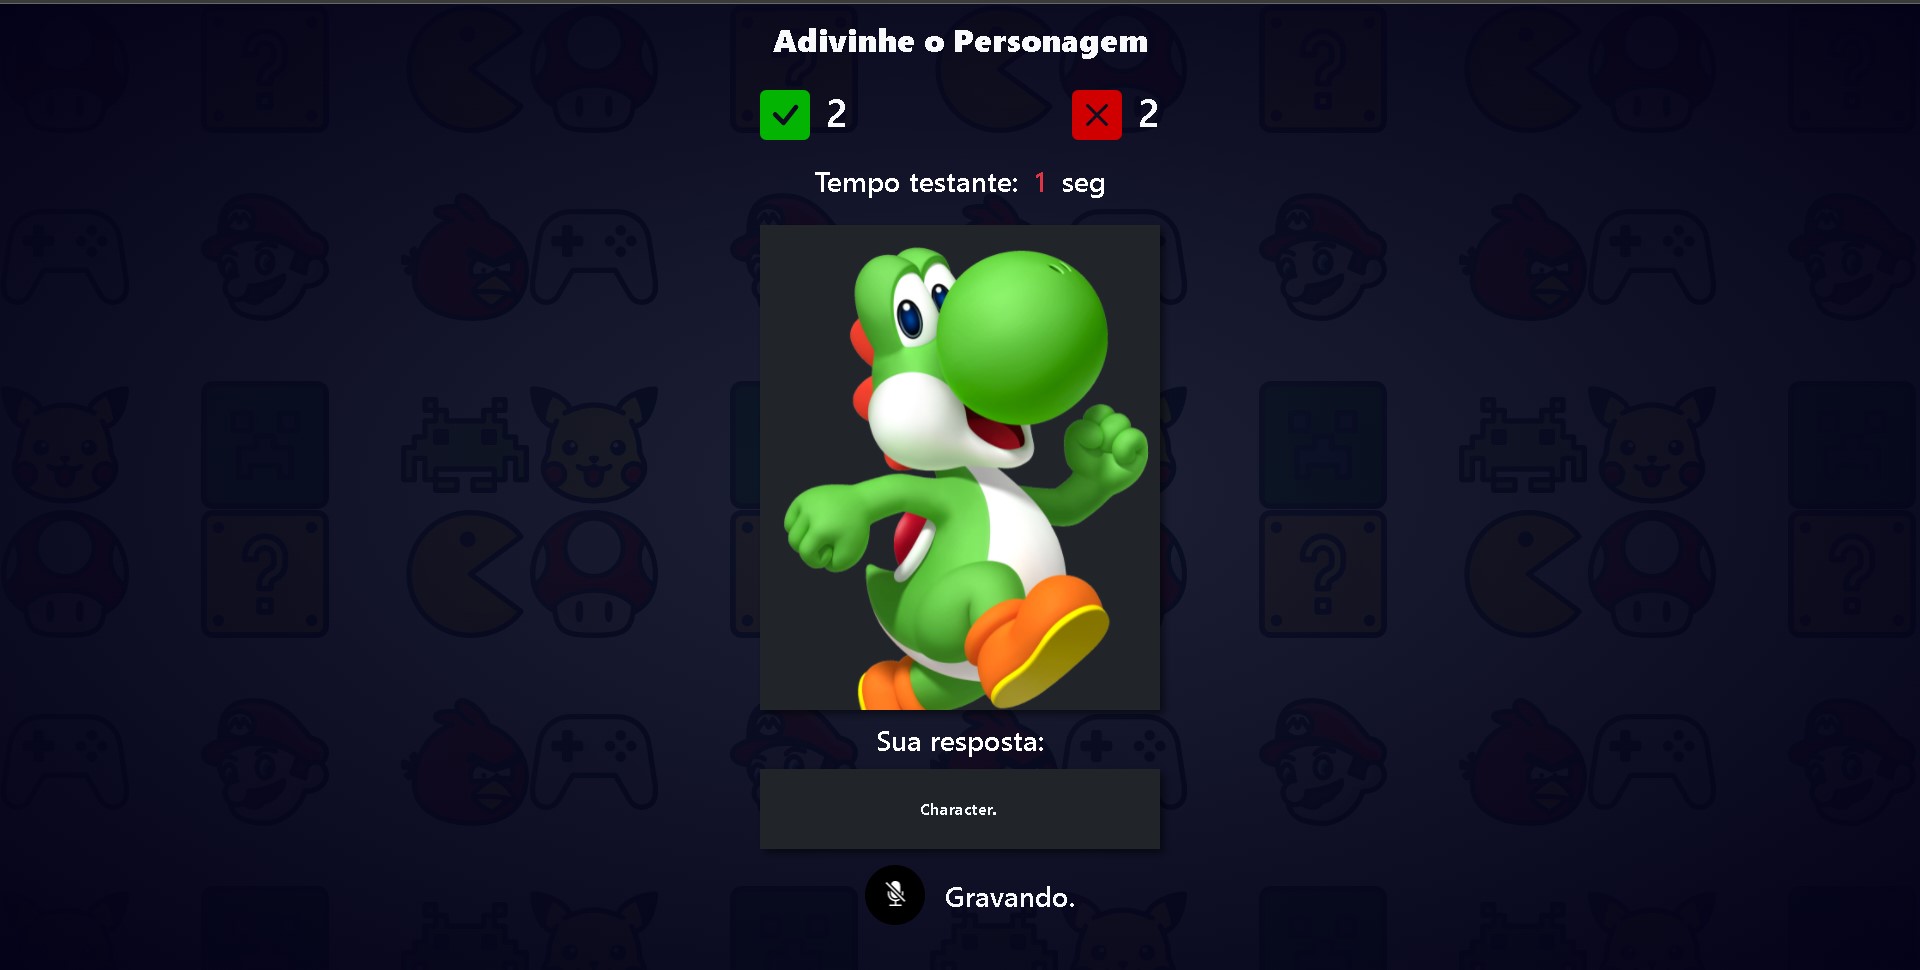 Adivinhe o Personagem
2 2
Tempo testante: 1 seg
Sua resposta:
Character.
Gravando.